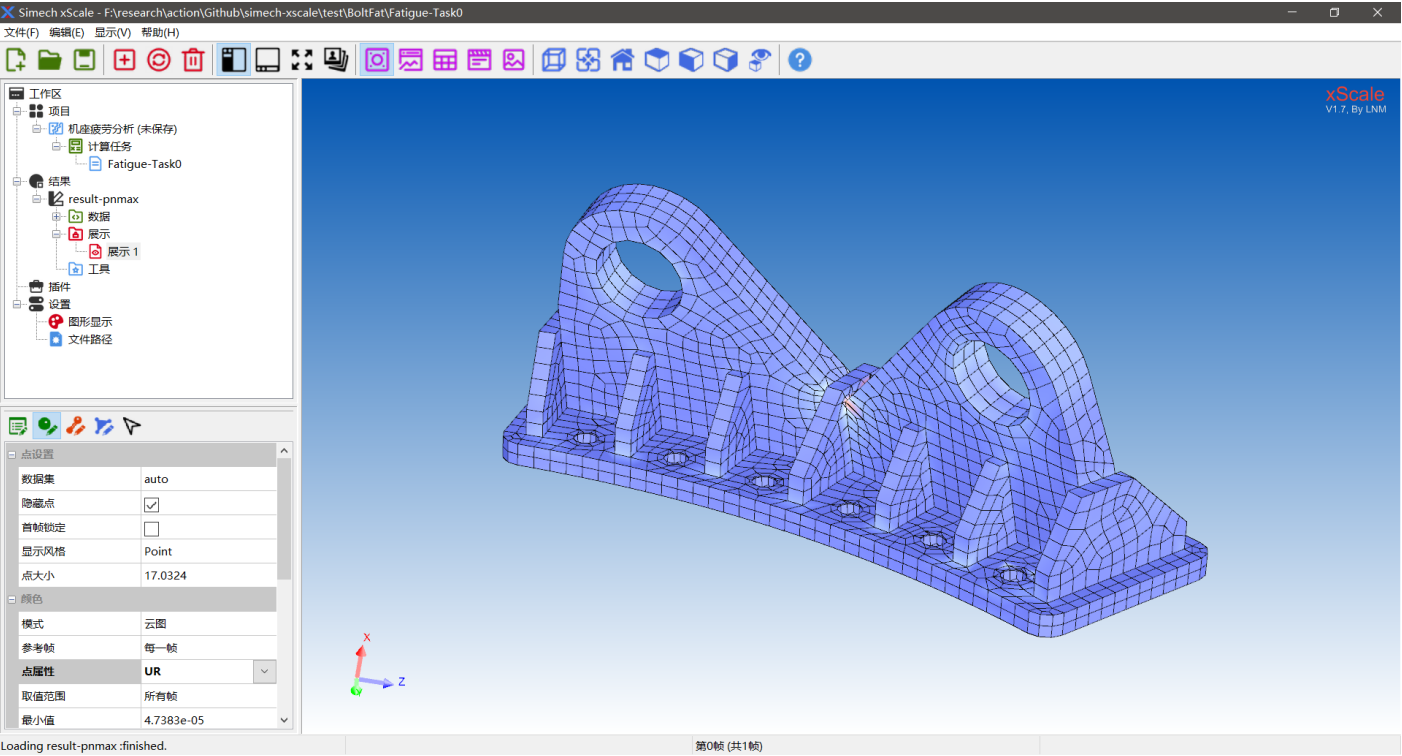 Simech xScale - F:\research\action\Github\simech-xscale\test\BoltFat\Fatigue-Task0
文件(F) 编辑(E) 显示(V) 帮助(H)
工作区
项目
机座疲劳分析 (未保存)
计算任务
Fatigue-Task0
结果
result-pnmax
数据
展示
展示 1
工具
插件
设置
图形显示
文件路径
点设置
数据集 auto
隐藏点
首帧锁定
显示风格 Point
点大小 17.0324
颜色
模式 云图
参考帧 每一帧
点属性 UR
取值范围 所有帧
最小值 4.7383e-05
xScale
V1.7, By LNM
X
Z
Y
Loading result-pnmax :finished.
第0帧 (共1帧)